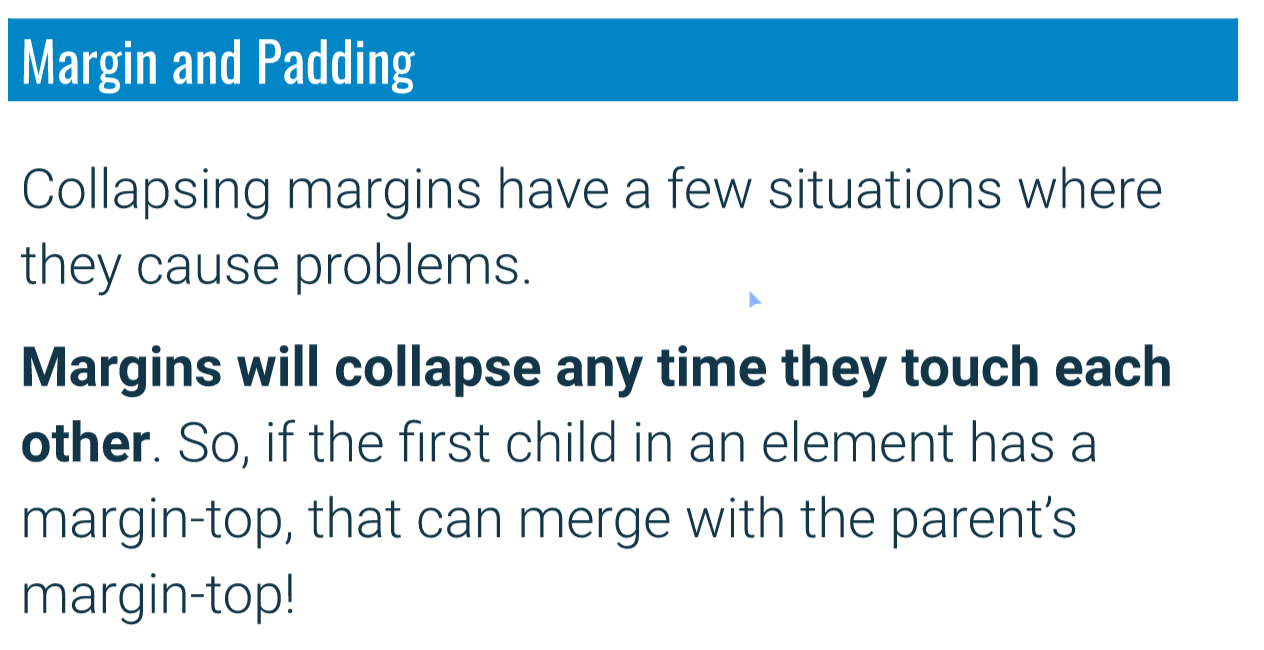 Margin and Padding
Collapsing margins have a few situations where
they cause problems.
Margins will collapse any time they touch each
other. So, if the first child in an element has a
margin-top, that can merge with the parent’s
margin-top!